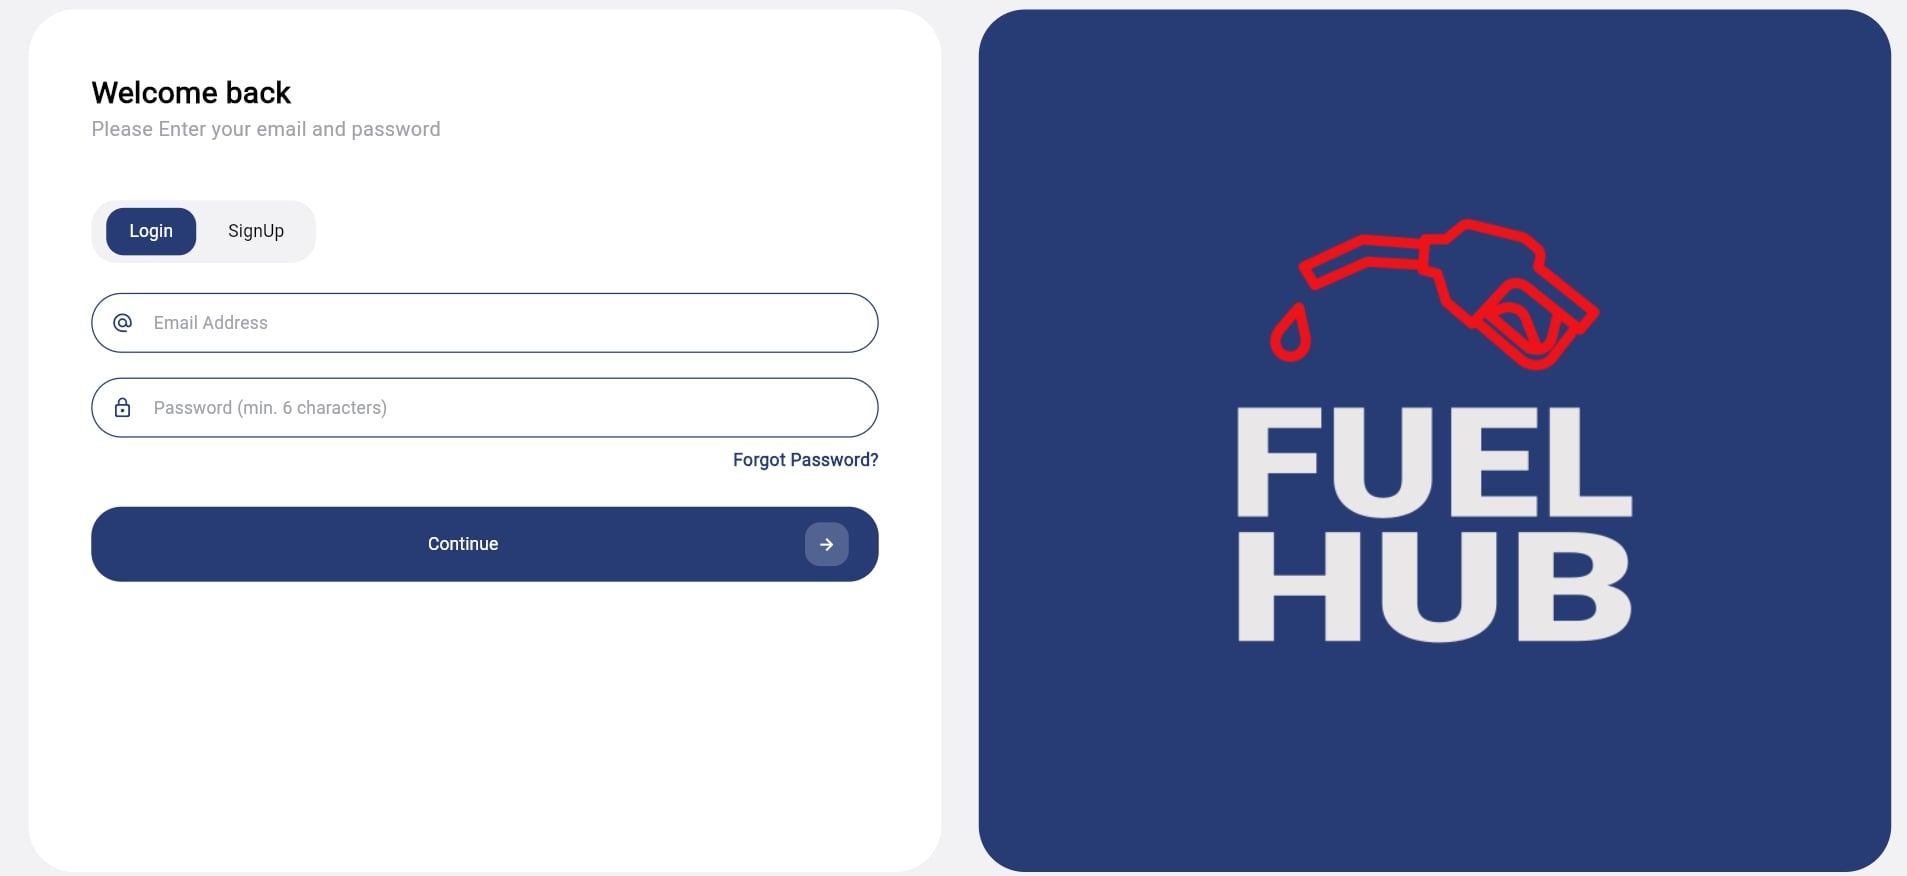 Welcome back
Please Enter your email and password
Login SignUp
Email Address
Password (min. 6 characters)
Forgot Password?
Continue
FUEL
HUB